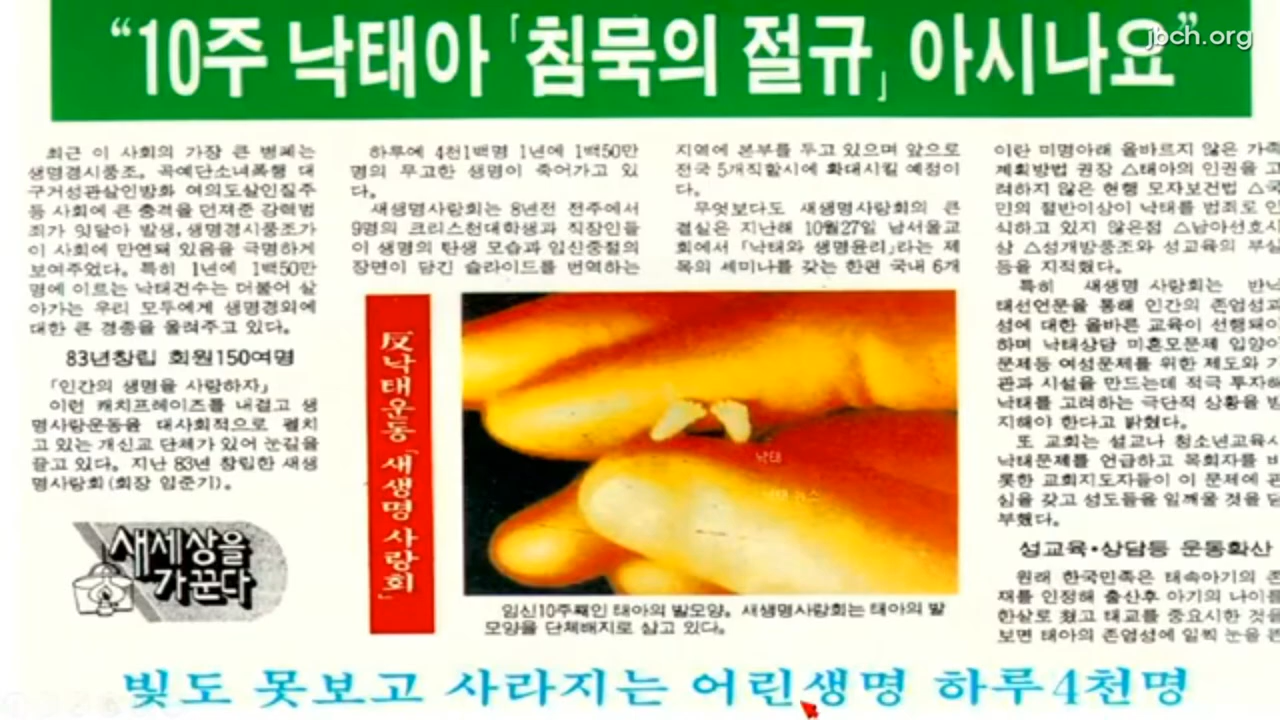 “10주 낙태아 「침묵의 절규」 아시나요”
jbch.org
최근 이 사회의 가장 큰 병폐는
생명경시풍조. 곡예단소녀폭행 대
구거성관살인방화 여의도살인질주
등 사회에 큰 충격을 던져준 강력범
죄가 잇달아 발생, 생명경시풍조가
이 사회에 만연돼 있음을 극명하게
보여주었다. 특히 1년에 1백50만
명에 이르는 낙태건수는 더불어 살
아가는 우리 모두에게 생명경외에
대한 큰 경종을 울려주고 있다.
83년창립 회원150여명
「인간의 생명을 사랑하자」
이런 캐치프레이즈를 내걸고 생
명사랑운동을 대사회적으로 펼치
고 있는 개신교 단체가 있어 눈길을
끌고 있다. 지난 83년 창립한 새생
명사랑회(회장 임준기).
새세상을
가꾼다
하루에 4천1백명 1년에 1백50만
명의 무고한 생명이 죽어가고 있
다.
새생명사랑회는 8년전 전주에서
9명의 크리스천대학생과 직장인들
이 생명의 탄생 모습과 임신중절의
장면이 담긴 슬라이드를 번역하는
지역에 본부를 두고 있으며 앞으로
전국 5개직할시에 확대시킬 예정이
다.
무엇보다도 새생명사랑회의 큰
결실은 지난해 10월27일 남서울교
회에서 「낙태와 생명윤리」라는 제
목의 세미나를 갖는 한편 국내 6개
反낙태운동 「새생명 사랑회」
낙태
낙태 뉴스
임신10주째인 태아의 발모양. 새생명사랑회는 태아의 발
모양을 단체배지로 삼고 있다.
이란 미명아래 올바르지 않은 가족
계획방법 권장 △태아의 인권을 고
려하지 않은 현행 모자보건법 △국
민의 절반이상이 낙태를 범죄로 인
식하고 있지 않은점 △남아선호사
상 △성개방풍조와 성교육의 부실
등을 지적했다.
특히 새생명 사랑회는 반낙
태선언문을 통해 인간의 존엄성과
성에 대한 올바른 교육이 선행돼야
하며 낙태상담 미혼모문제 입양아
문제등 여성문제를 위한 제도와 기
관과 시설을 만드는데 적극 투자해
낙태를 고려하는 극단적 상황을 방
지해야 한다고 밝혔다.
또 교회는 설교나 청소년교육시
낙태문제를 언급하고 목회자를 비
롯한 교회지도자들이 이 문제에 관
심을 갖고 성도들을 일깨울 것을 당
부했다.
성교육•상담등 운동확산
원래 한국민족은 태속아기의 존
재를 인정해 출산후 아기의 나이를
한살로 쳤고 태교를 중요시한 것을
보면 태아의 존엄성에 일찍 눈을 뜬
빛도 못보고 사라지는 어린생명 하루4천명